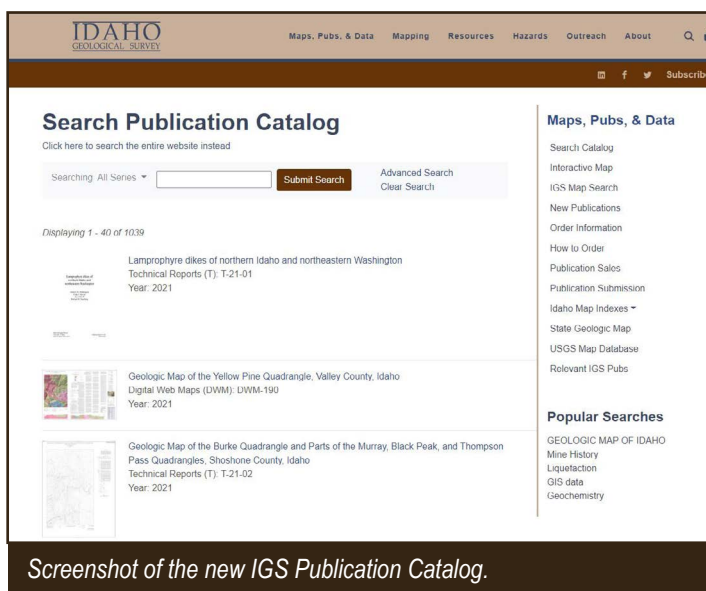 IDAHO
GEOLOGICAL SURVEY
Maps, Pubs, & Data Mapping Resources Hazards Outreach About
Search Publication Catalog
Click here to search the entire website instead
Searching All Series Submit Search Advanced Search
Clear Search
Displaying 1 - 40 of 1039
Lamprophyre dikes of northern Idaho and northeastern Washington
Technical Reports (T): T-21-01
Year: 2021
Geologic Map of the Yellow Pine Quadrangle, Valley County, Idaho
Digital Web Maps (DWM): DWM-190
Year: 2021
Geologic Map of the Burke Quadrangle and Parts of the Murray, Black Peak, and Thompson
Pass Quadrangles, Shoshone County, Idaho
Technical Reports (T): T-21-02
Year: 2021
Maps, Pubs, & Data
Search Catalog
Interactive Map
IGS Map Search
New Publications
Order Information
How to Order
Publication Sales
Publication Submission
Idaho Map Indexes
State Geologic Map
USGS Map Database
Relevant IGS Pubs
Popular Searches
GEOLOGIC MAP OF IDAHO
Mine History
Liquefaction
GIS data
Geochemistry
Screenshot of the new IGS Publication Catalog.